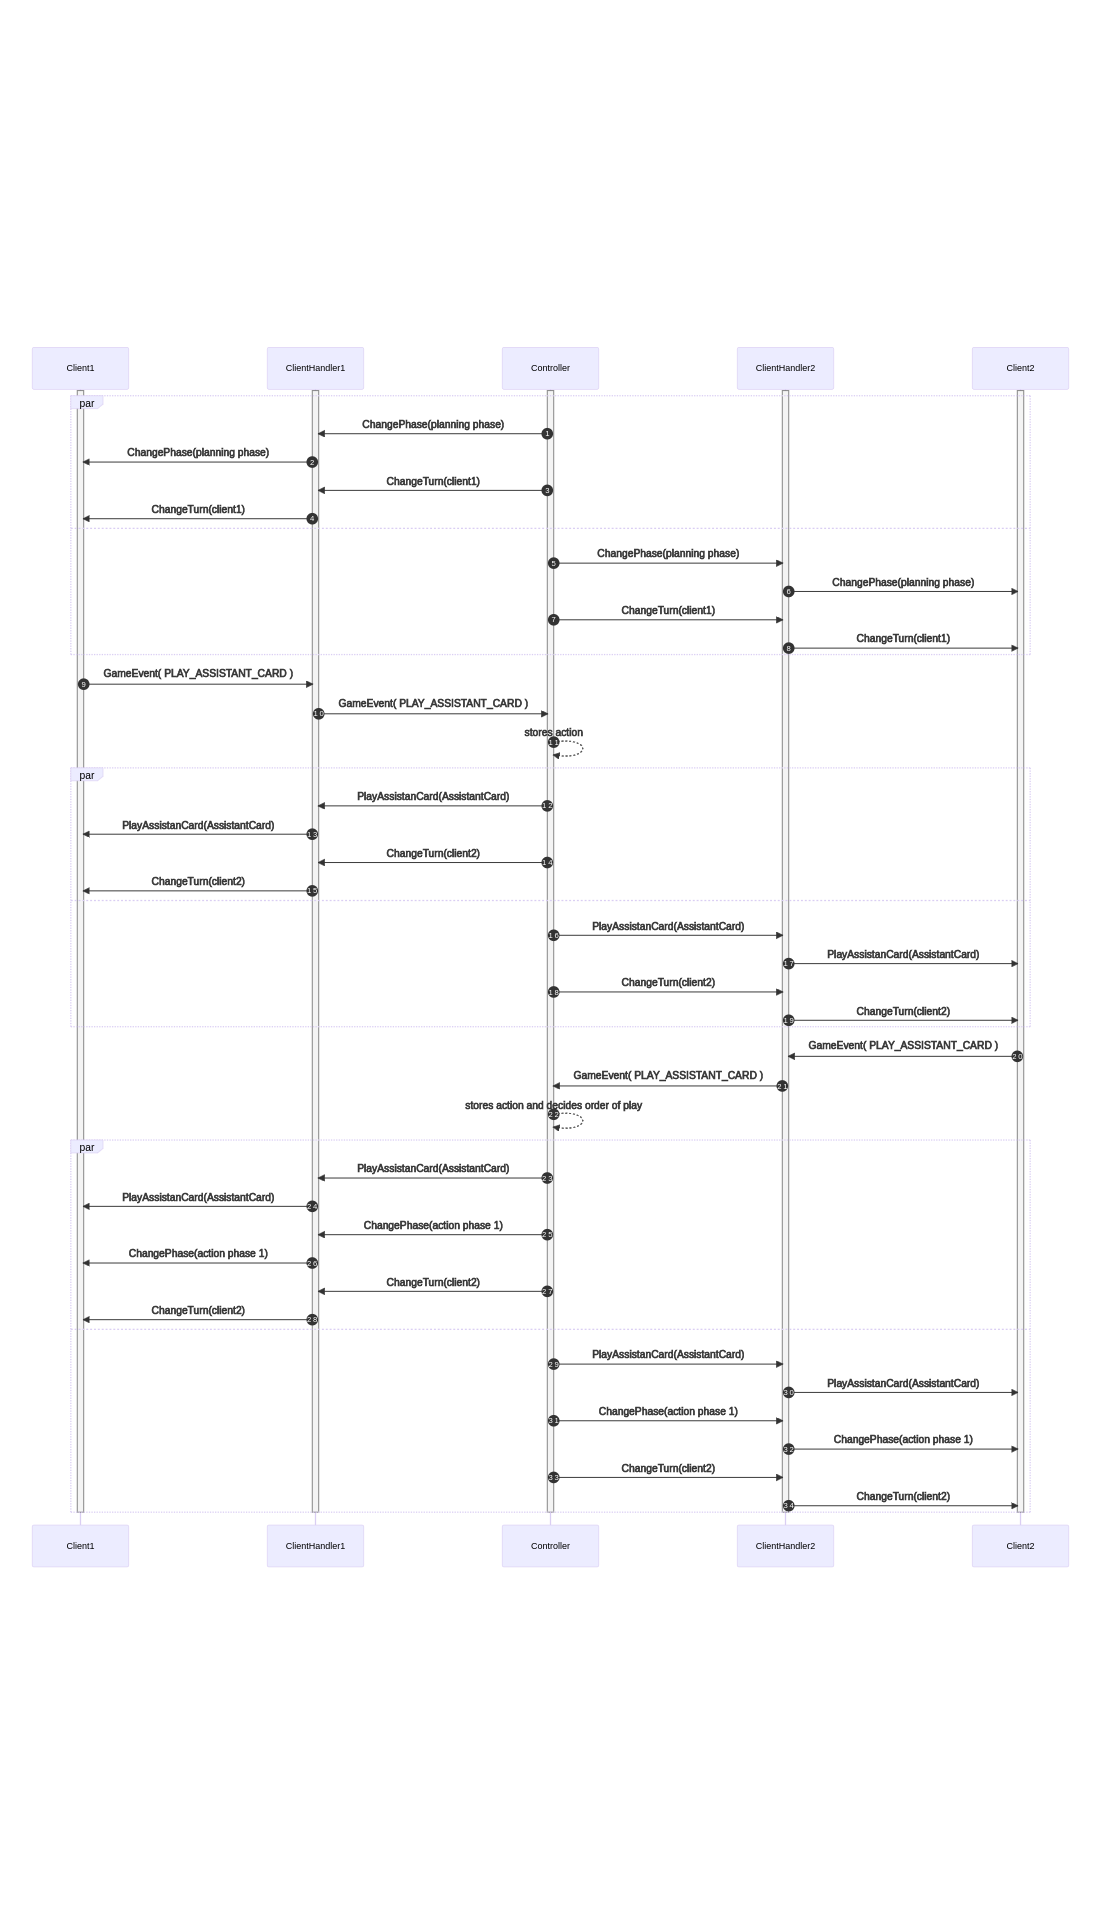 Client1
ClientHandler1
Controller
ClientHandler2
Client2
par
ChangePhase(planning phase)
1
ChangePhase(planning phase)
2
ChangeTurn(client1)
3
ChangeTurn(client1)
4
ChangePhase(planning phase)
5
ChangePhase(planning phase)
6
ChangeTurn(client1)
7
ChangeTurn(client1)
8
GameEvent( PLAY_ASSISTANT_CARD )
9
GameEvent( PLAY_ASSISTANT_CARD )
10
stores action
11
par
PlayAssistanCard(AssistantCard)
12
PlayAssistanCard(AssistantCard)
13
ChangeTurn(client2)
14
ChangeTurn(client2)
15
PlayAssistanCard(AssistantCard)
16
PlayAssistanCard(AssistantCard)
17
ChangeTurn(client2)
18
ChangeTurn(client2)
19
GameEvent( PLAY_ASSISTANT_CARD )
20
GameEvent( PLAY_ASSISTANT_CARD )
21
stores action and decides order of play
22
par
PlayAssistanCard(AssistantCard)
23
PlayAssistanCard(AssistantCard)
24
ChangePhase(action phase 1)
25
ChangePhase(action phase 1)
26
ChangeTurn(client2)
27
ChangeTurn(client2)
28
PlayAssistanCard(AssistantCard)
29
PlayAssistanCard(AssistantCard)
30
ChangePhase(action phase 1)
31
ChangePhase(action phase 1)
32
ChangeTurn(client2)
33
ChangeTurn(client2)
34
Client1
ClientHandler1
Controller
ClientHandler2
Client2